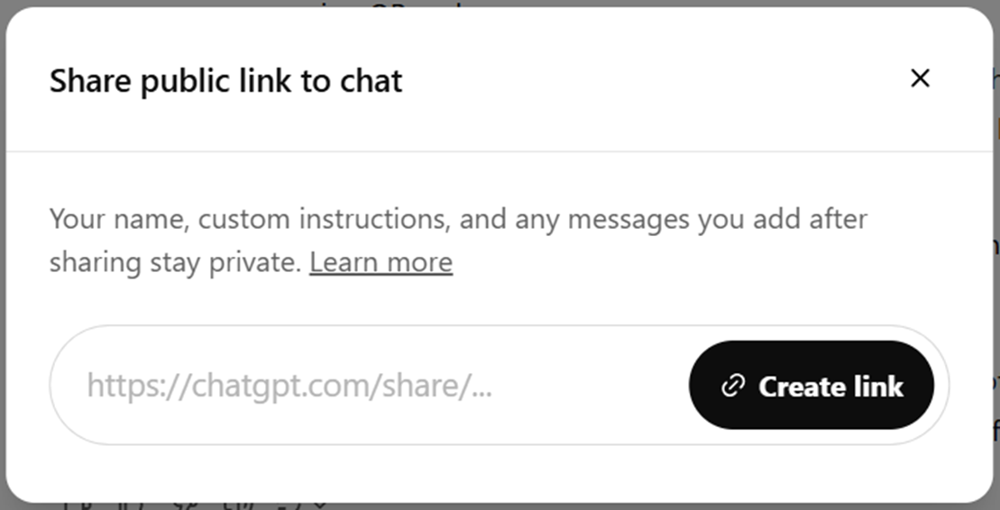 Share public link to chat
Your name, custom instructions, and any messages you add after
sharing stay private. Learn more
https://chatgpt.com/share/...
Create link